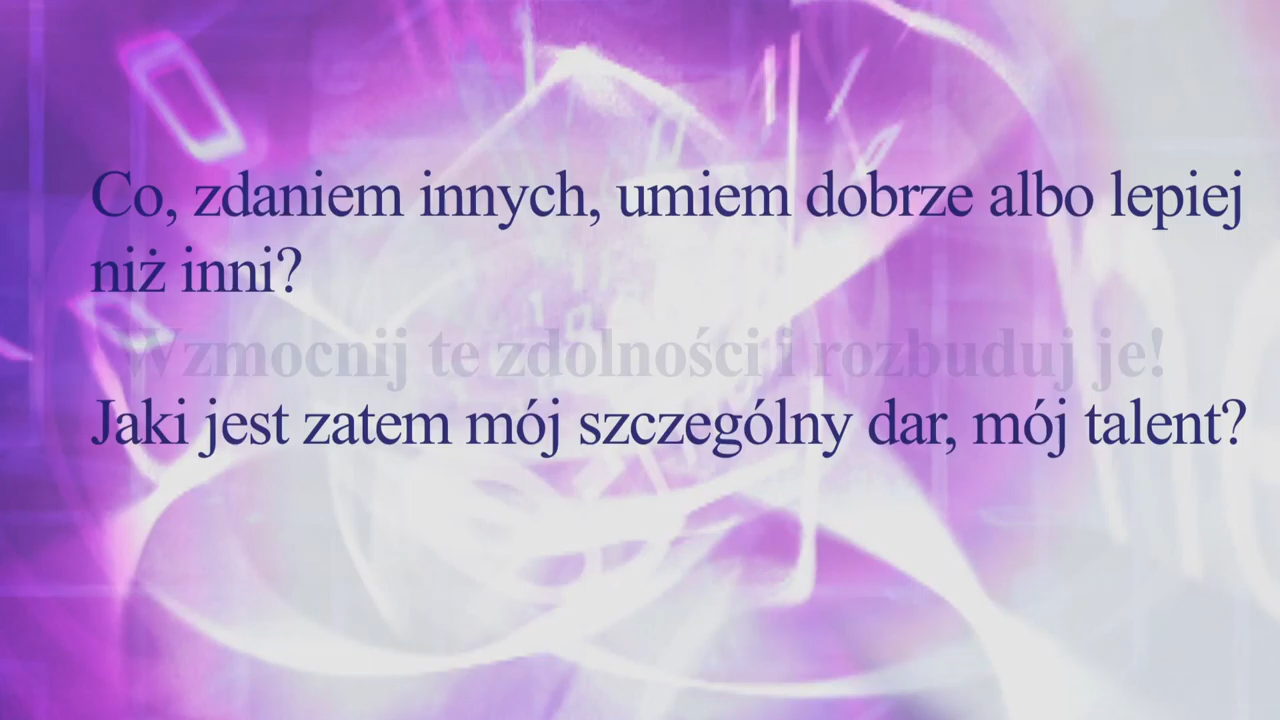 Co, zdaniem innych, umiem dobrze albo lepiej
niż inni?
Wzmocnij te zdolności i rozbuduj je!
Jaki jest zatem mój szczególny dar, mój talent?